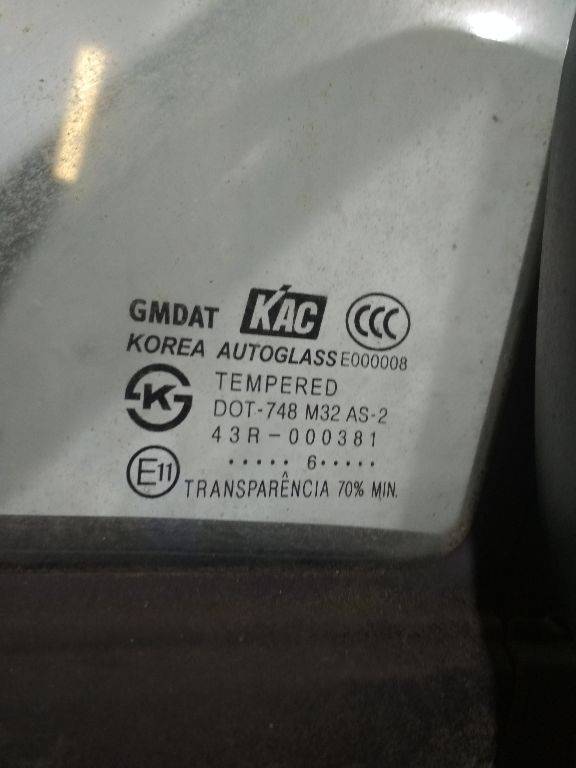 GMDAT KAC CCC
KOREA AUTOGLASS E000008
K TEMPERED
DOT-748 M32 AS-2
43R-000381
····· 6·····
E11 TRANSPARÊNCIA 70% MIN.